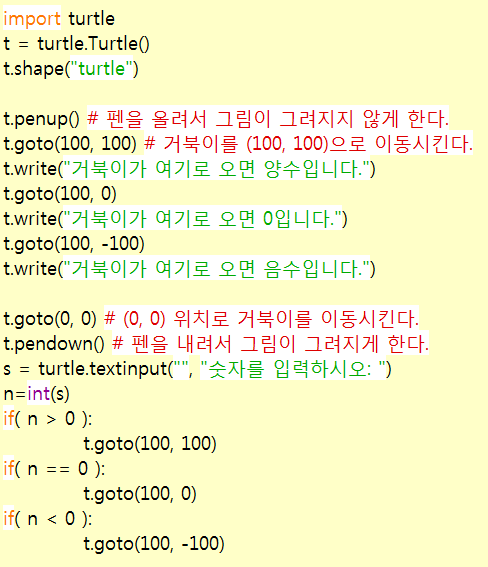 import turtle
t = turtle.Turtle()
t.shape("turtle")

t.penup() # 펜을 올려서 그림이 그려지지 않게 한다.
t.goto(100, 100) # 거북이를 (100, 100)으로 이동시킨다.
t.write("거북이가 여기로 오면 양수입니다.")
t.goto(100, 0)
t.write("거북이가 여기로 오면 0입니다.")
t.goto(100, -100)
t.write("거북이가 여기로 오면 음수입니다.")

t.goto(0, 0) # (0, 0) 위치로 거북이를 이동시킨다.
t.pendown() # 펜을 내려서 그림이 그려지게 한다.
s = turtle.textinput("", "숫자를 입력하시오: ")
n=int(s)
if( n > 0 ):
        t.goto(100, 100)
if( n == 0 ):
        t.goto(100, 0)
if( n < 0 ):
        t.goto(100, -100)